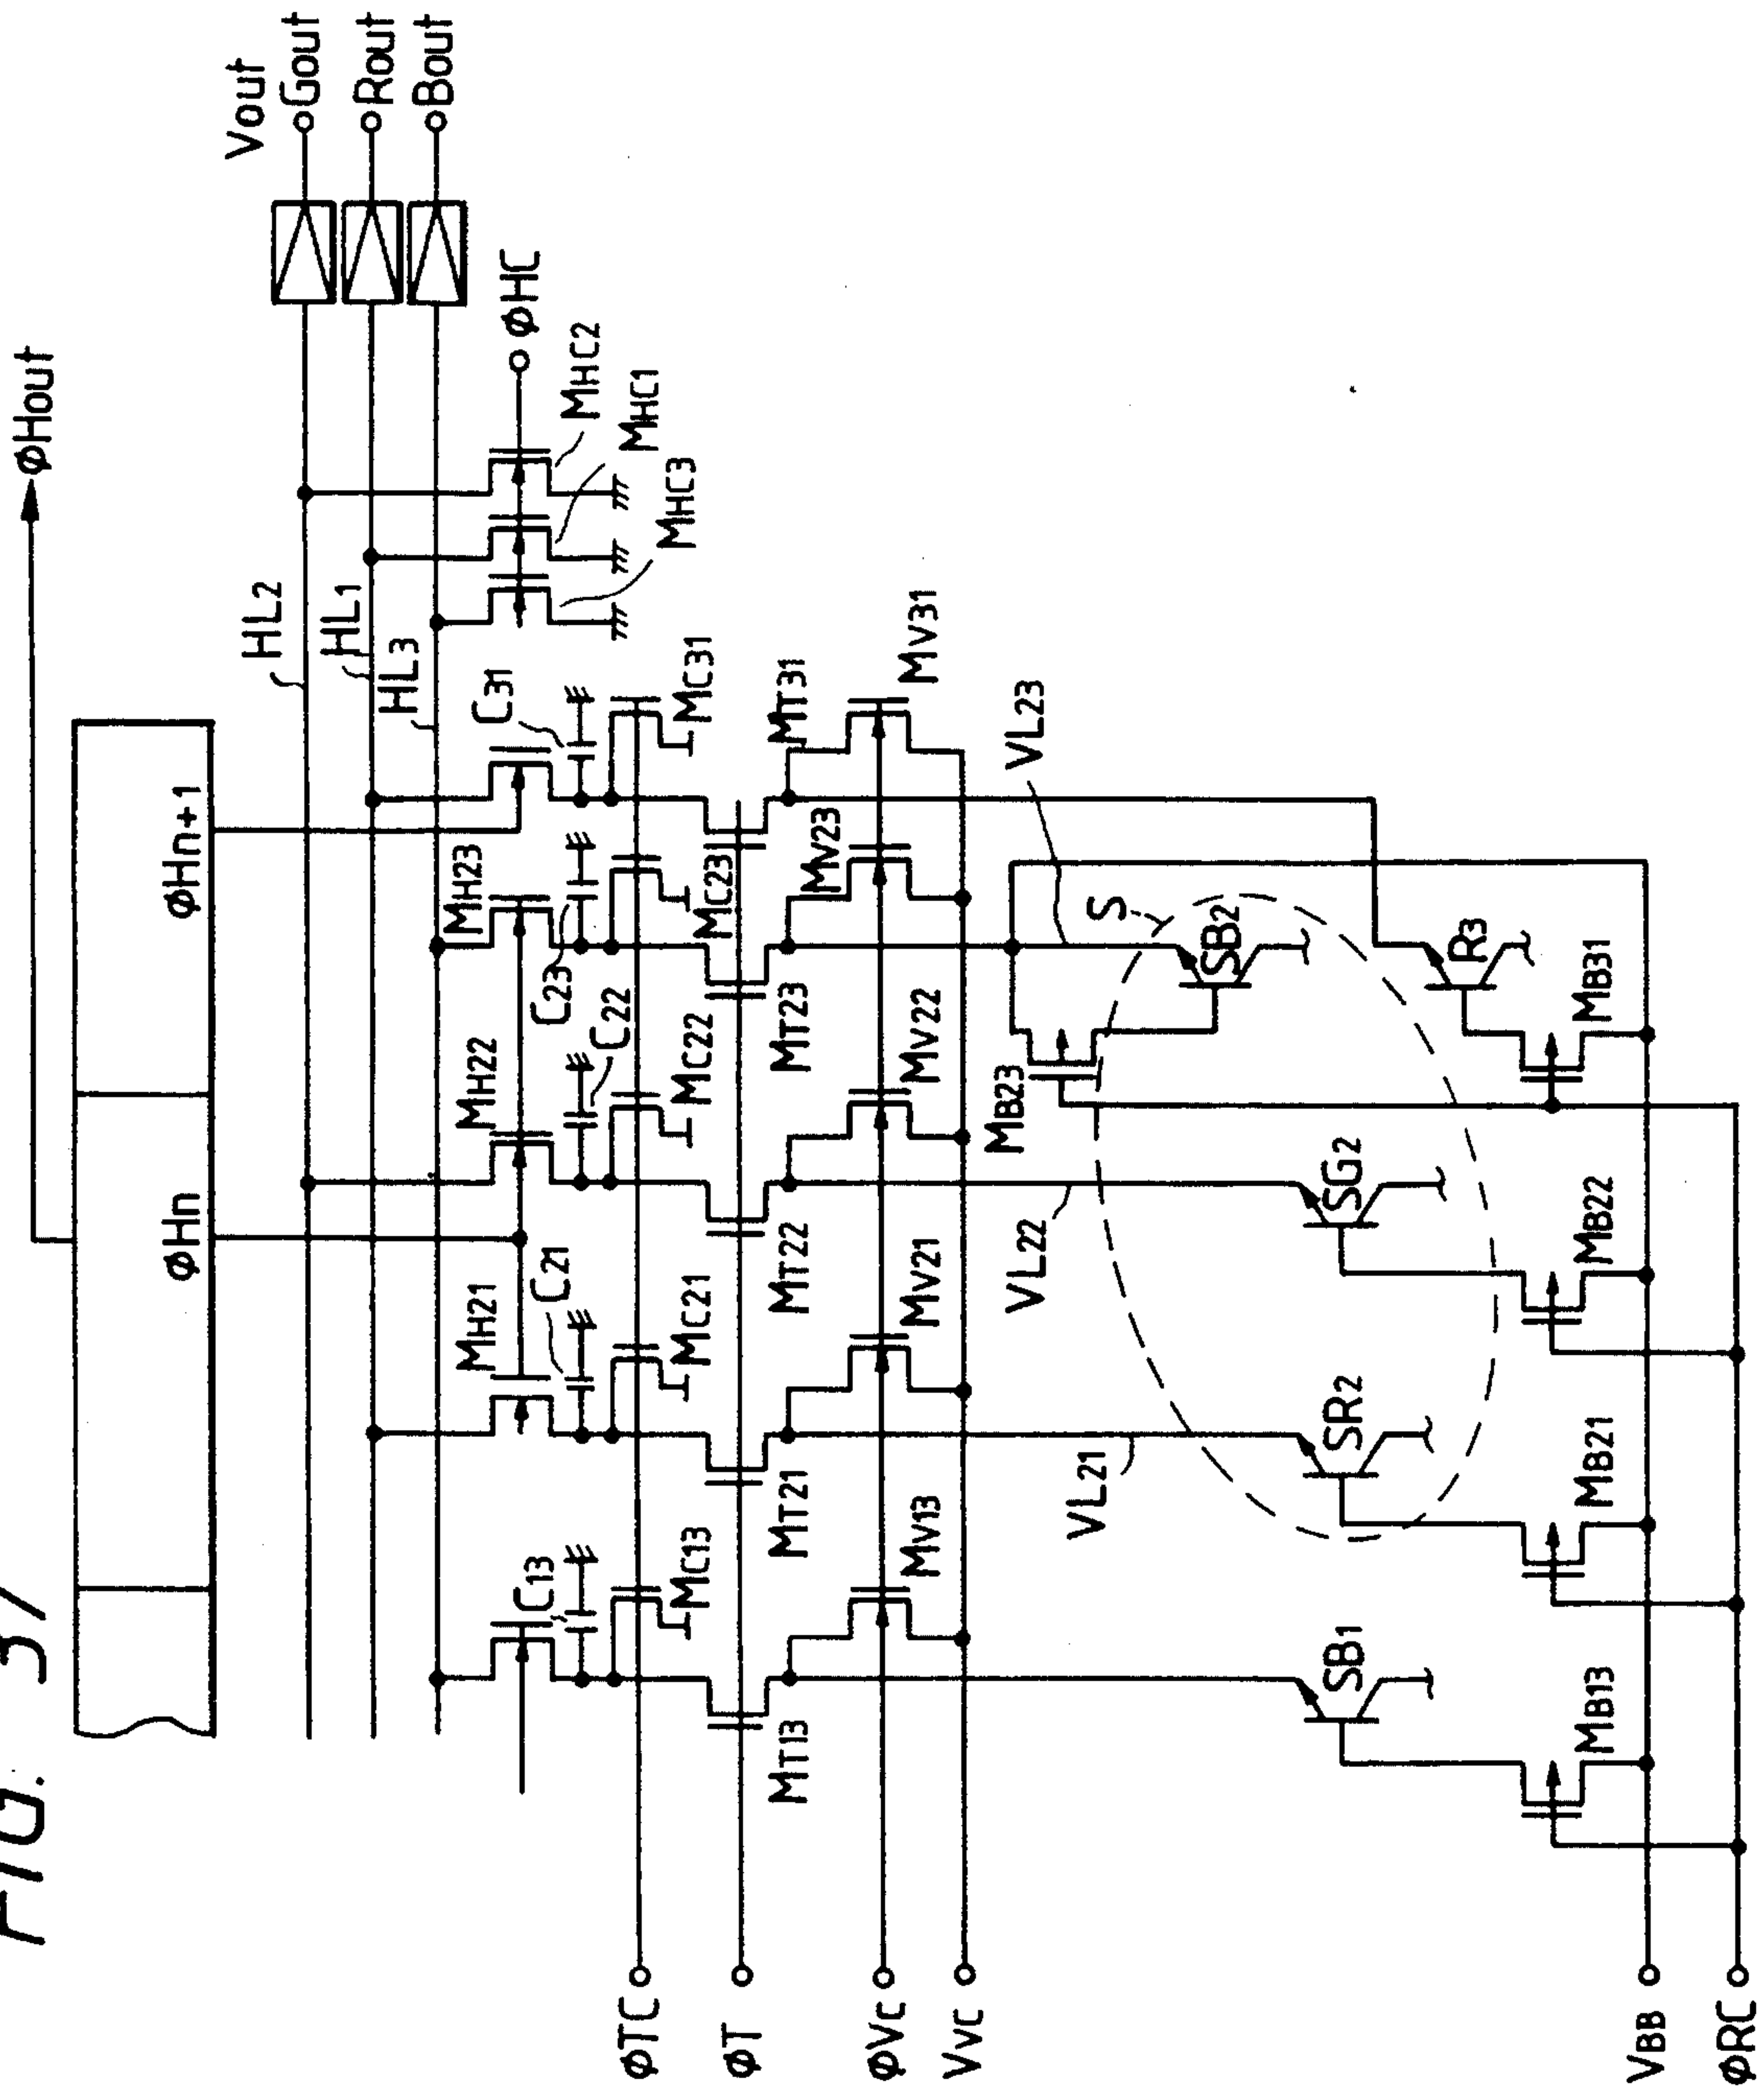 FIG. 37
φHout
Vout
Gout
Rout
Bout
φHn
φHn+1
HL2
HL1
HL3
φHC
MHC2
MHC1
MHC3
MH21
MH22
MH23
C13
C21
C22
C23
C31
φTC
MC13
MC21
MC22
MC23
MC31
φT
MT13
MT21
MT22
MT23
MT31
φVC
MV13
MV21
MV22
MV23
MV31
VVC
VL21
VL22
VL23
S
SB1
SR2
SG2
SB2
R3
MB13
MB21
MB22
MB23
MB31
VBB
φRC